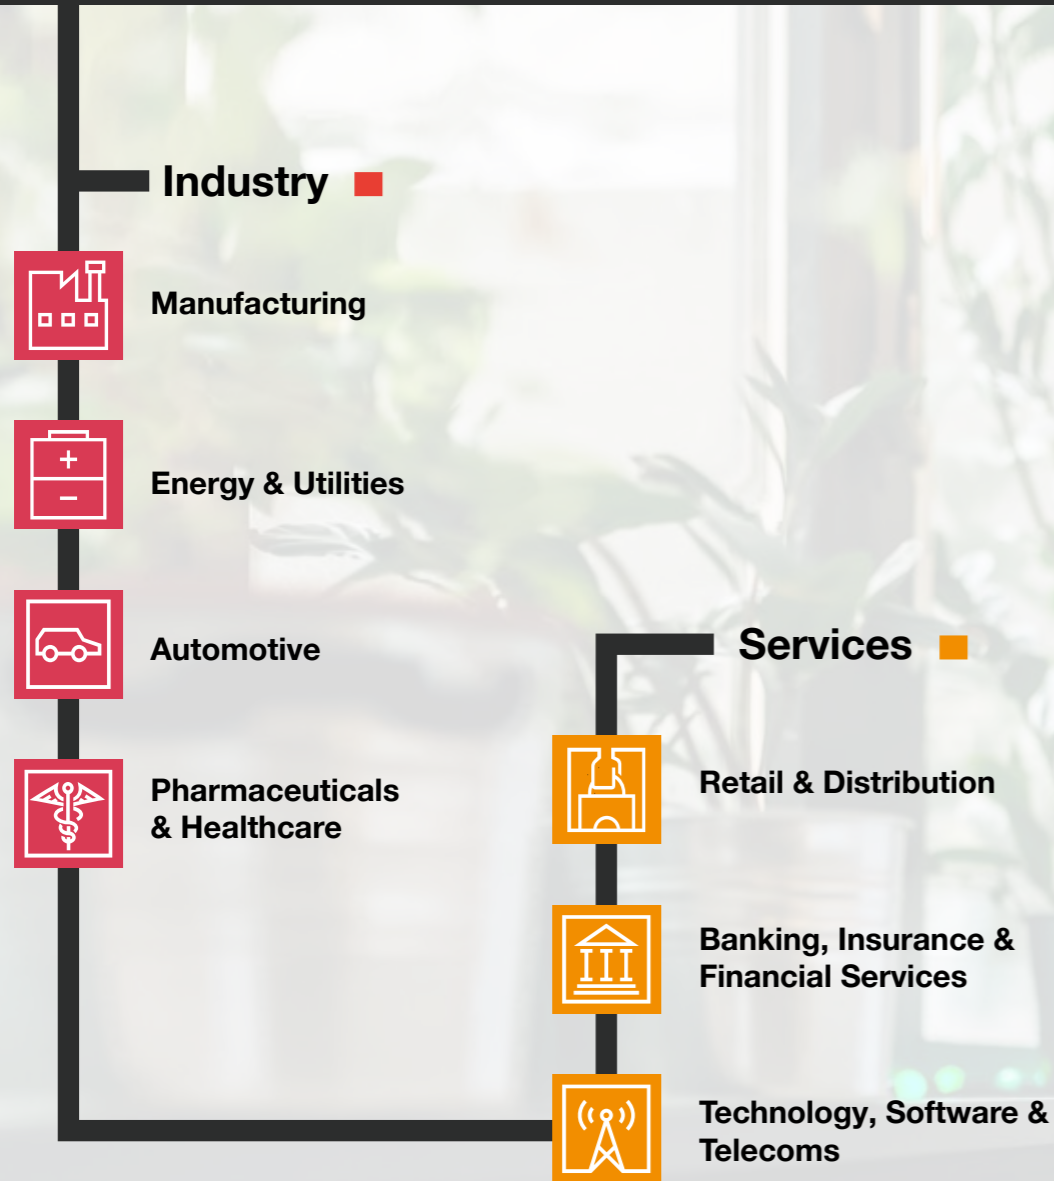 Industry
Manufacturing
Energy & Utilities
Automotive
Pharmaceuticals
& Healthcare
Services
Retail & Distribution
Banking, Insurance &
Financial Services
Technology, Software &
Telecoms